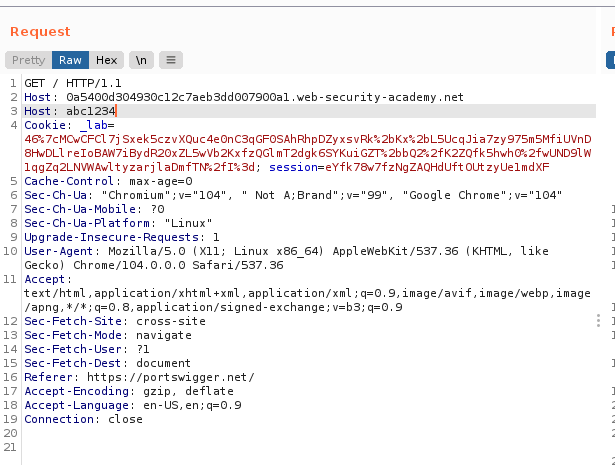 Request
Pretty Raw Hex \n
1 GET / HTTP/1.1
2 Host: 0a5400d304930c12c7aeb3dd007900a1.web-security-academy.net
3 Host: abc1234
4 Cookie: _lab=
46%7cMCwCFCl7jSxek5czvXQuc4e0nC3qGF0SAhRhpDZyxsvRk%2bKx%2bL5UcqJia7zy975m5MfiUVnD
8HwDLlreIoBAW7iBydR20xZL5wVb2KxfzQGlmT2dgk6SYKuiGZT%2bbQ2%2fK2ZQfk5hwh0%2fwUND9lW
1qgZq2LNVWAwltyzarjlaDmfTN%2fI%3d; session=eYfk78w7fzNgZAQHdUftOUtzyUe1mdXF
5 Cache-Control: max-age=0
6 Sec-Ch-Ua: "Chromium";v="104", " Not A;Brand";v="99", "Google Chrome";v="104"
7 Sec-Ch-Ua-Mobile: ?0
8 Sec-Ch-Ua-Platform: "Linux"
9 Upgrade-Insecure-Requests: 1
10 User-Agent: Mozilla/5.0 (X11; Linux x86_64) AppleWebKit/537.36 (KHTML, like
Gecko) Chrome/104.0.0.0 Safari/537.36
11 Accept:
text/html,application/xhtml+xml,application/xml;q=0.9,image/avif,image/webp,image
/apng,*/*;q=0.8,application/signed-exchange;v=b3;q=0.9
12 Sec-Fetch-Site: cross-site
13 Sec-Fetch-Mode: navigate
14 Sec-Fetch-User: ?1
15 Sec-Fetch-Dest: document
16 Referer: https://portswigger.net/
17 Accept-Encoding: gzip, deflate
18 Accept-Language: en-US,en;q=0.9
19 Connection: close
20
21